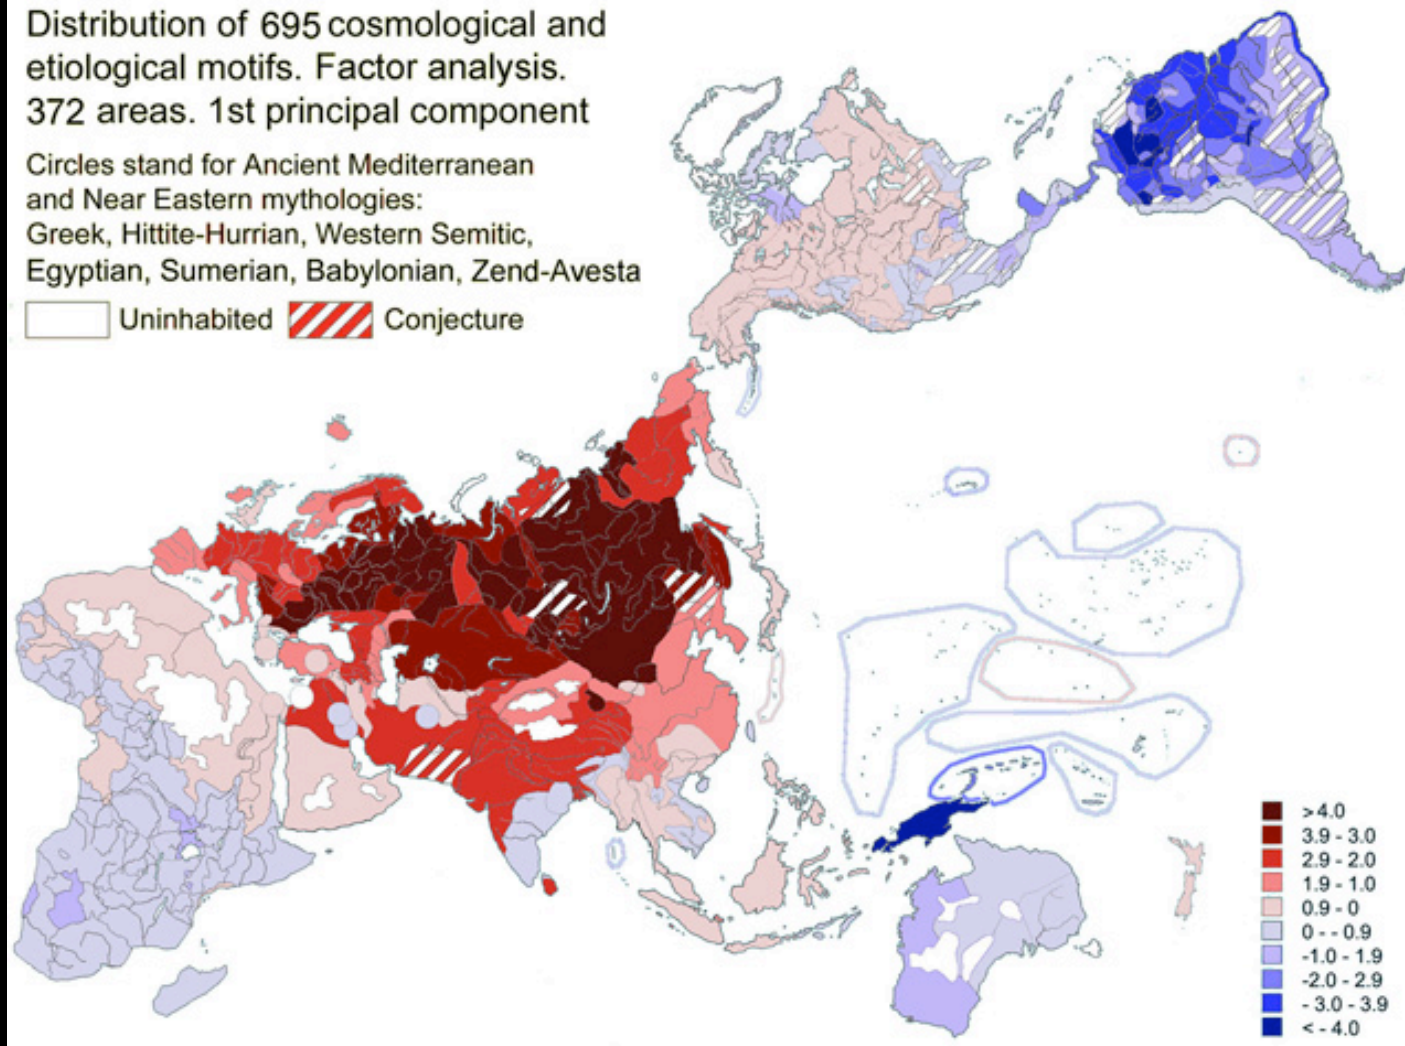 Distribution of 695 cosmological and
etiological motifs. Factor analysis.
372 areas. 1st principal component
Circles stand for Ancient Mediterranean
and Near Eastern mythologies:
Greek, Hittite-Hurrian, Western Semitic,
Egyptian, Sumerian, Babylonian, Zend-Avesta
Uninhabited Conjecture
>4.0
3.9 - 3.0
2.9 - 2.0
1.9 - 1.0
0.9 - 0
0 - - 0.9
-1.0 - 1.9
-2.0 - 2.9
- 3.0 - 3.9
< - 4.0